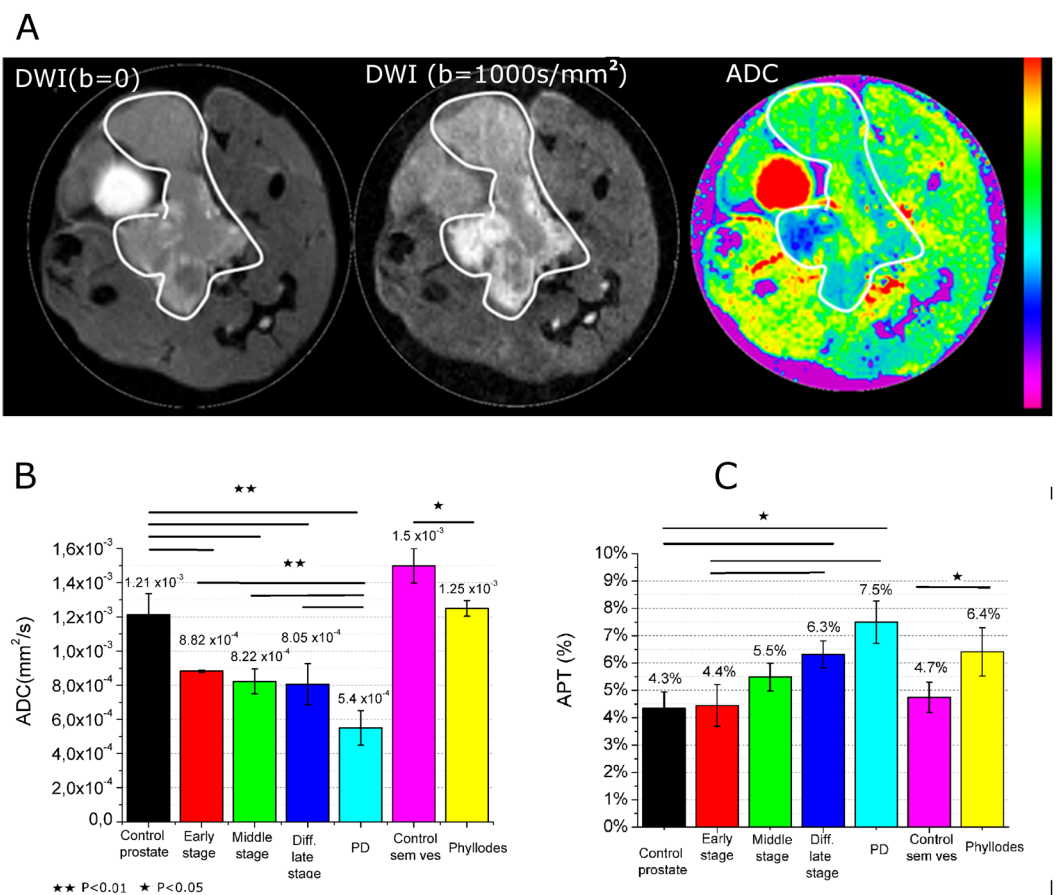 A
DWI(b=0)
DWI (b=1000s/mm²)
ADC
B
★★
★
1.5 x10⁻³
★★
1.21 x10⁻³
1.25 x10⁻³
8.82 x10⁻⁴
8.22 x10⁻⁴
8.05 x10⁻⁴
5.4 x10⁻⁴
ADC(mm²/s)
1,6x10⁻³
1,4x10⁻³
1,2x10⁻³
1,0x10⁻³
8,0x10⁻⁴
6,0x10⁻⁴
4,0x10⁻⁴
2,0x10⁻⁴
0,0
Control prostate
Early stage
Middle stage
Diff. late stage
PD
Control sem ves
Phyllodes
★★ P<0.01 ★ P<0.05
C
★
★
4.3%
4.4%
5.5%
6.3%
7.5%
4.7%
6.4%
APT (%)
10%
9%
8%
7%
6%
5%
4%
3%
2%
1%
0%
Control prostate
Early stage
Middle stage
Diff. late stage
PD
Control sem ves
Phyllodes